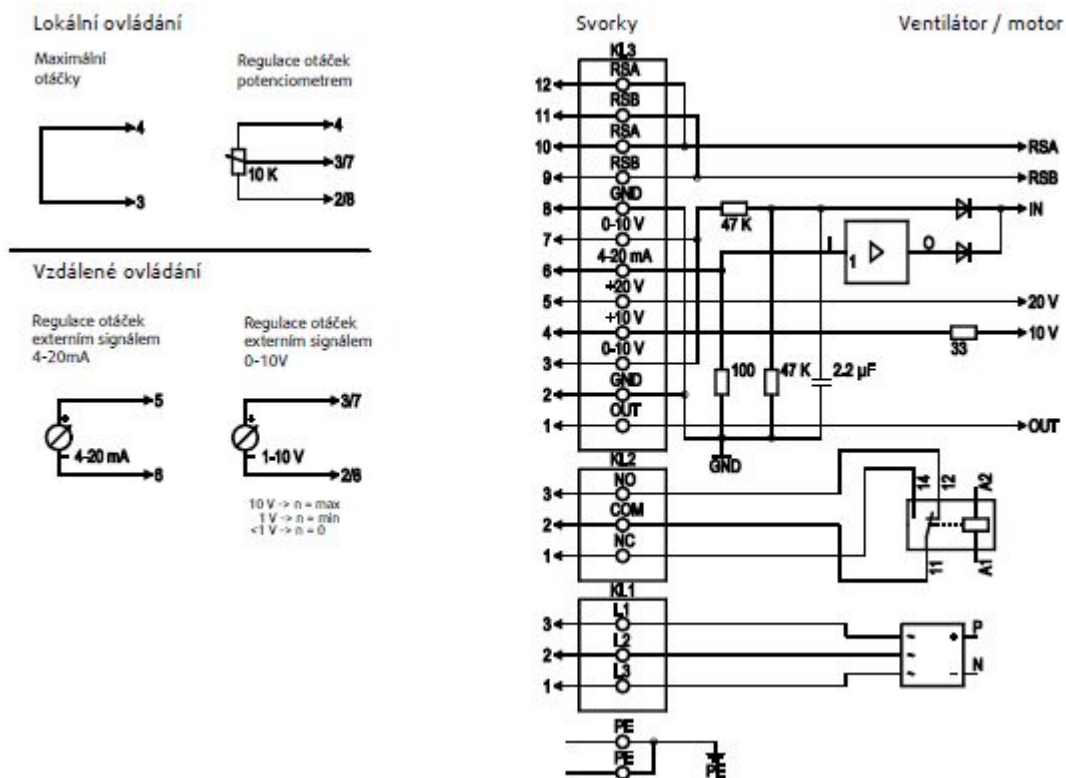 Lokální ovládání
Maximální
otáčky
4
3
Regulace otáček
potenciometrem
4
10 K
3/7
2/8
Vzdálené ovládání
Regulace otáček
externím signálem
4-20mA
+
5
4-20 mA
-
6
Regulace otáček
externím signálem
0-10V
+
3/7
1-10 V
-
2/8
10 V -> n = max
1 V -> n = min
<1 V -> n = 0
Svorky
Ventilátor / motor
KL3
12 RSA
11 RSB
10 RSA RSA
9 RSB RSB
8 GND IN
7 0-10 V
47 K
I 1 O
6 4-20 mA
5 +20 V 20 V
4 +10 V 33 10 V
3 0-10 V
100 47 K 2.2 µF
2 GND
1 OUT OUT
GND
KL2
3 NO
2 COM
1 NC
14 12 A2
11 A1
KL1
3 L1
2 L2
1 L3
~ + P
~
~ - N
PE
PE
PE